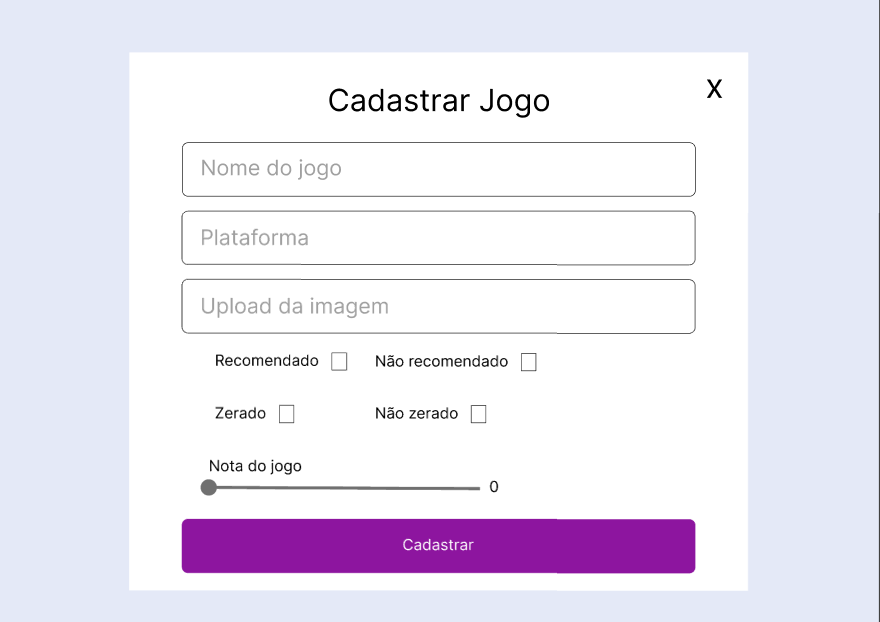 Cadastrar Jogo
X
Nome do jogo
Plataforma
Upload da imagem
Recomendado Não recomendado
Zerado Não zerado
Nota do jogo
0
Cadastrar